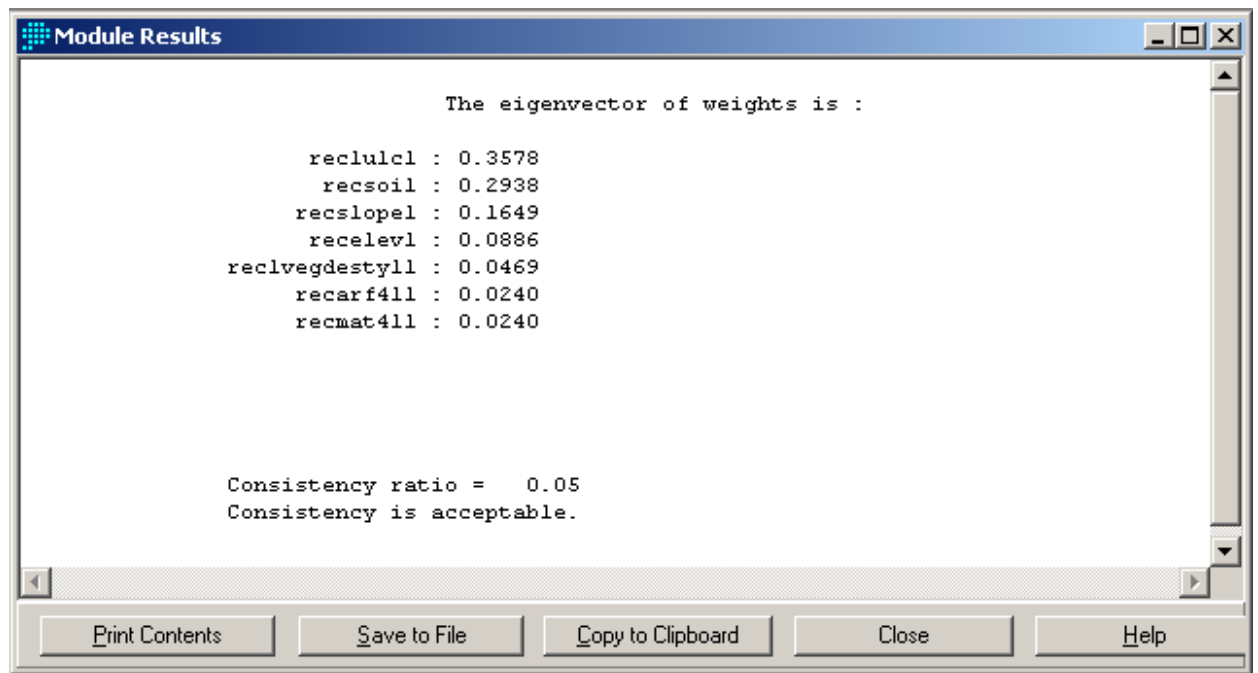 Module Results
The eigenvector of weights is :
reclulcl : 0.3578
recsoil : 0.2938
recslopel : 0.1649
recelevl : 0.0886
reclvegdestyll : 0.0469
recarf4ll : 0.0240
recmat4ll : 0.0240
Consistency ratio = 0.05
Consistency is acceptable.
Print Contents Save to File Copy to Clipboard Close Help